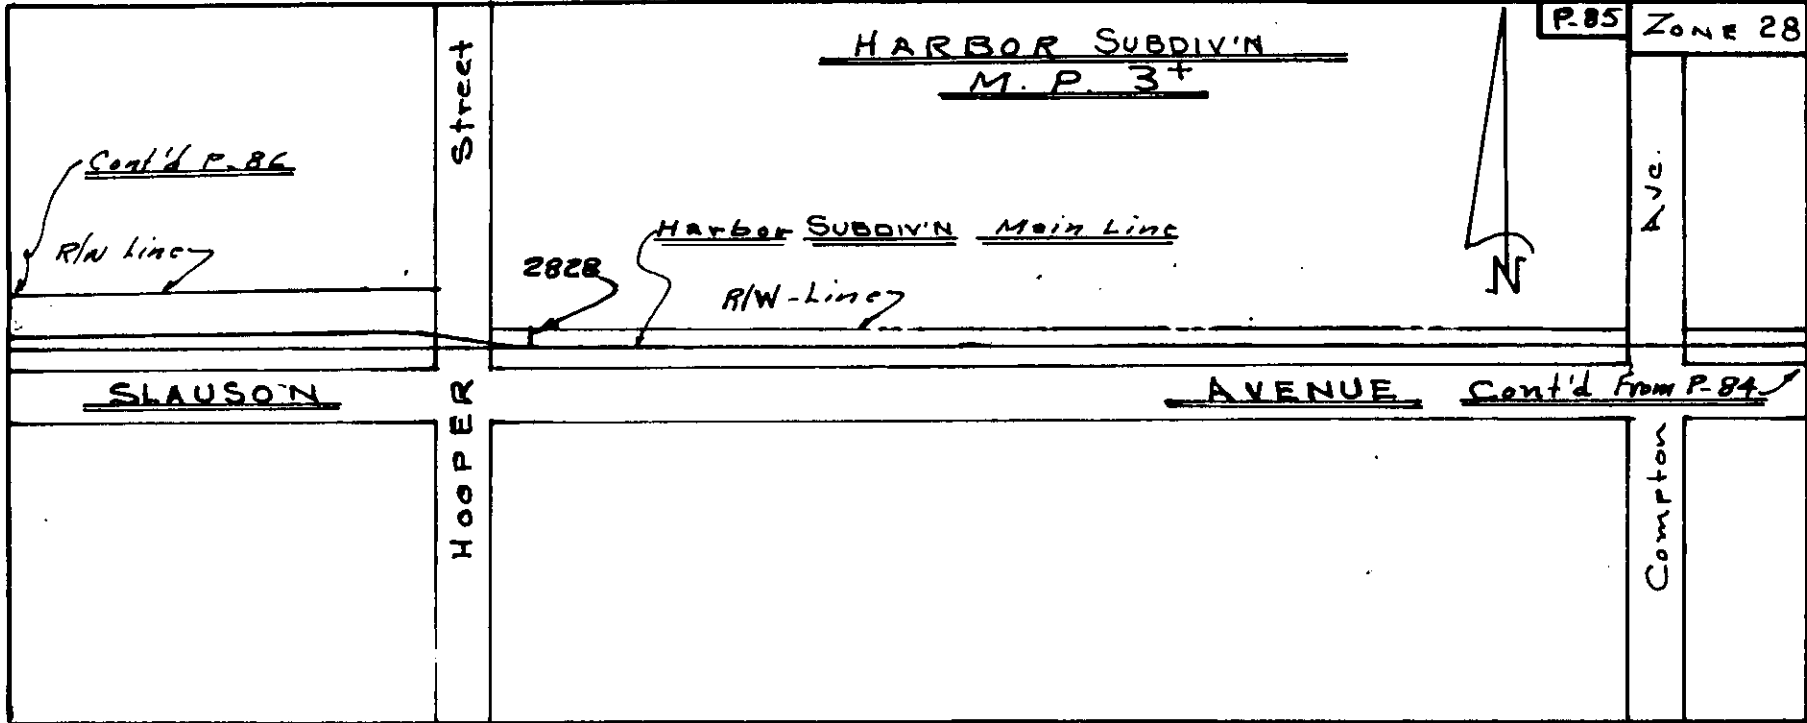 P-85
ZONE 28
HARBOR SUBDIV'N
M. P. 3+
Street
Ave.
Cont'd P-86
R/W Line
Harbor SUBDIV'N Main Line
2828
R/W-Line
N
SLAUSON
AVENUE
Cont'd From P-84
HOOPER
Compton